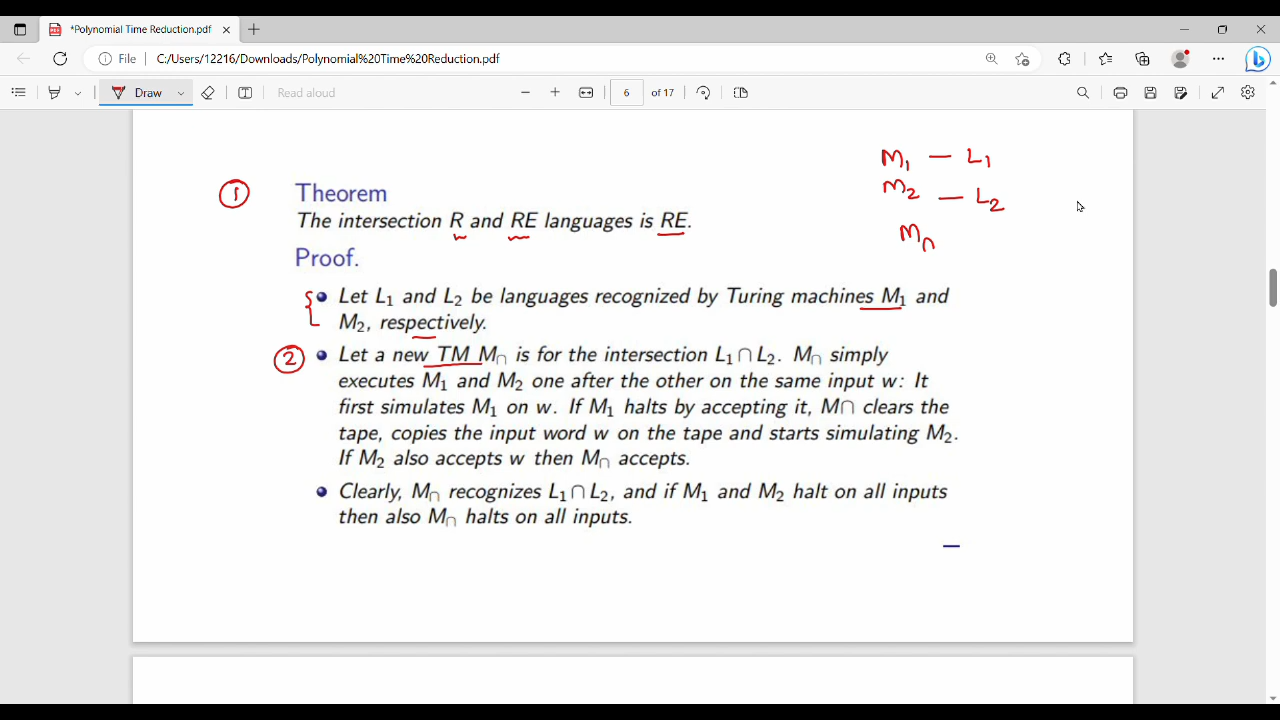 *Polynomial Time Reduction.pdf
File C:/Users/12216/Downloads/Polynomial%20Time%20Reduction.pdf
Draw Read aloud 6 of 17
M₁ — L₁
① Theorem
M₂ — L₂
The intersection R and RE languages is RE.
M∩
Proof.
Let L₁ and L₂ be languages recognized by Turing machines M₁ and
M₂, respectively.
② Let a new TM M∩ is for the intersection L₁∩L₂. M∩ simply
executes M₁ and M₂ one after the other on the same input w: It
first simulates M₁ on w. If M₁ halts by accepting it, M∩ clears the
tape, copies the input word w on the tape and starts simulating M₂.
If M₂ also accepts w then M∩ accepts.
Clearly, M∩ recognizes L₁∩L₂, and if M₁ and M₂ halt on all inputs
then also M∩ halts on all inputs.